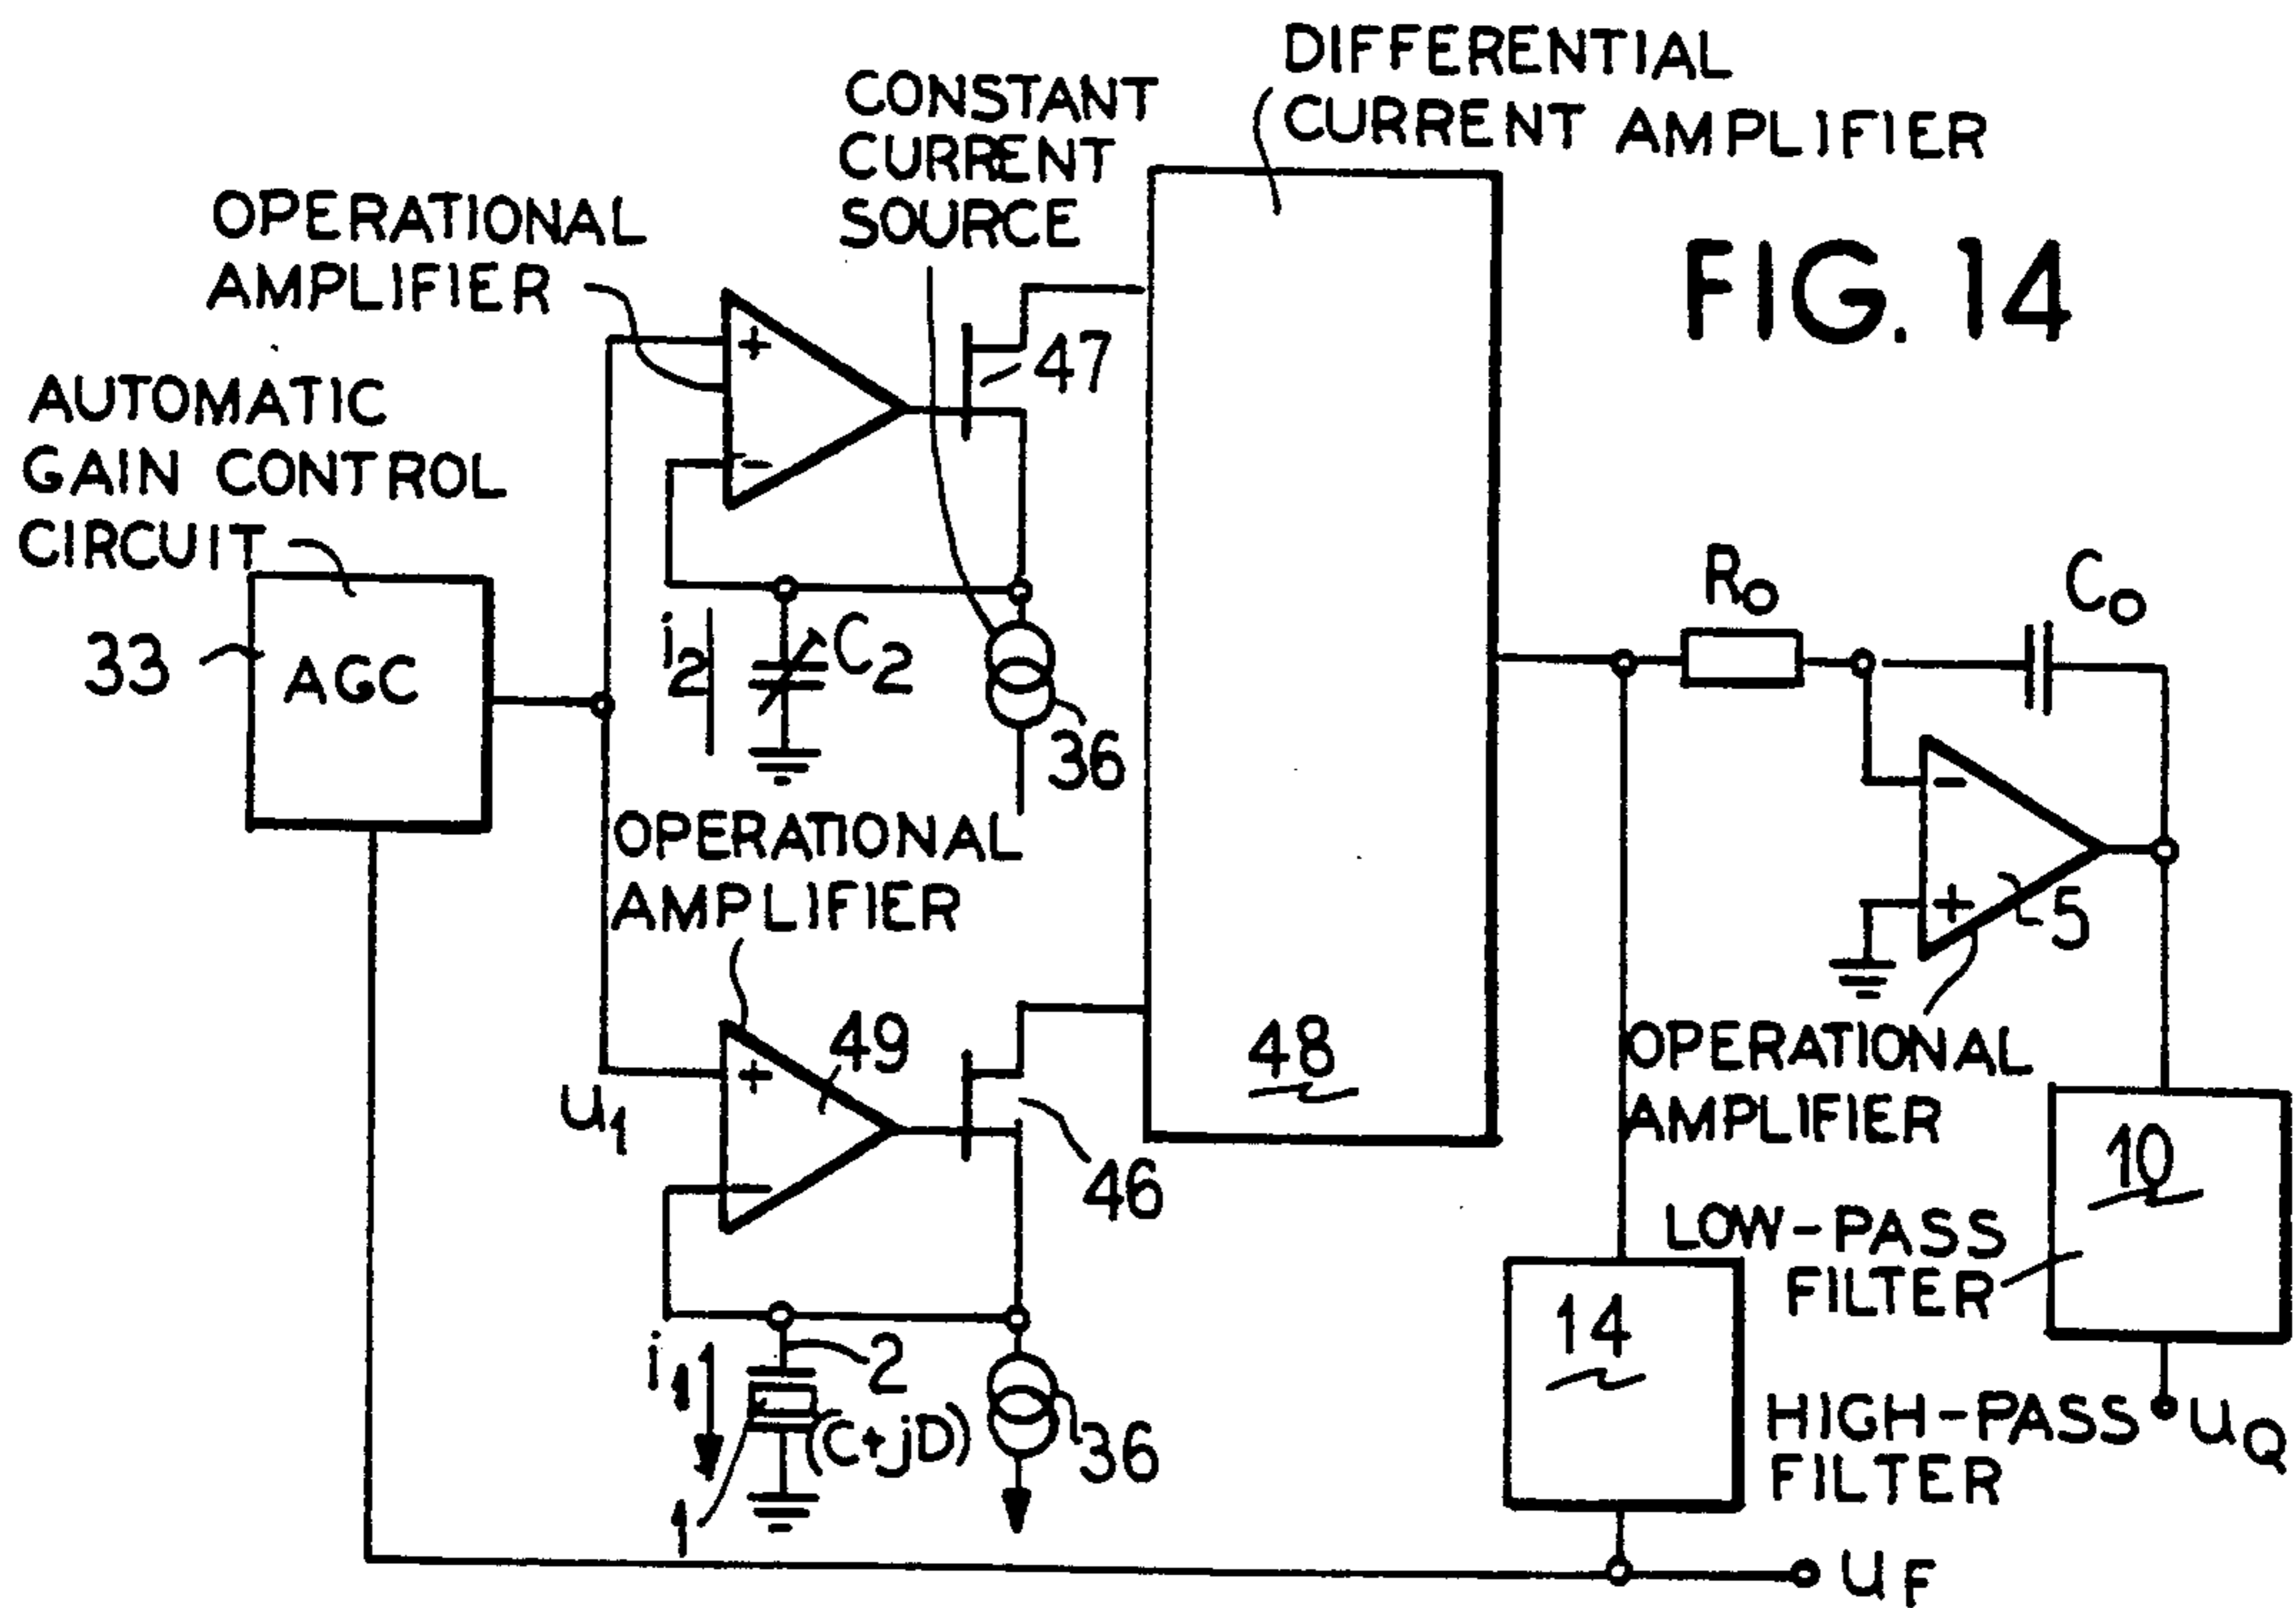 DIFFERENTIAL
CURRENT AMPLIFIER
CONSTANT
CURRENT
SOURCE
OPERATIONAL
AMPLIFIER
FIG. 14
+
47
-
AUTOMATIC
GAIN CONTROL
CIRCUIT
33
AGC
i2
C2
36
Ro
Co
-
+
5
OPERATIONAL
AMPLIFIER
49
+
u1
46
48
OPERATIONAL
AMPLIFIER
10
LOW-PASS
FILTER
14
HIGH-PASS
FILTER
uQ
i1
2
(C+jD)
36
1
uF